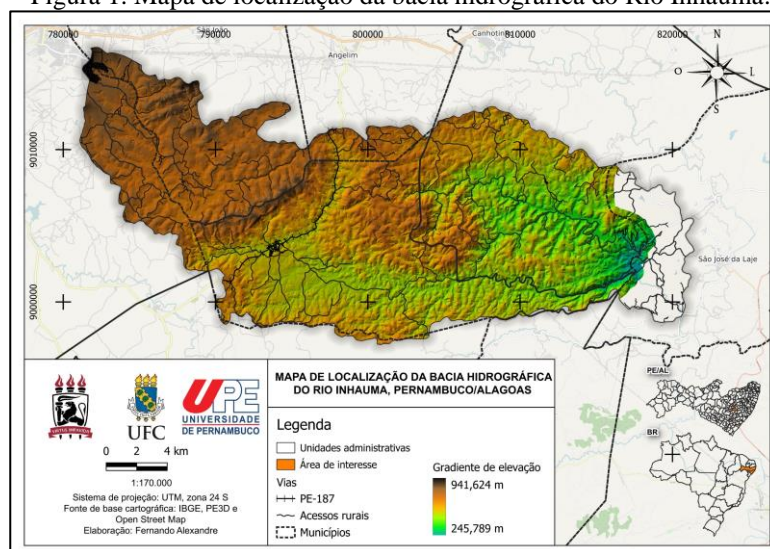 Figura 1: Mapa de localização da bacia hidrográfica do Rio Inhaúma.
780000 790000 800000 810000 820000
São João
Angelim
Canhotinho
N
O L
S
9010000
9000000
São José da Laje
UFC
UPE
UNIVERSIDADE
DE PERNAMBUCO
VIRTUS IMPAVIDA
0 2 4 km
1:170.000
Sistema de projeção: UTM, zona 24 S
Fonte de base cartográfica: IBGE, PE3D e
Open Street Map
Elaboração: Fernando Alexandre
MAPA DE LOCALIZAÇÃO DA BACIA HIDROGRÁFICA
DO RIO INHAUMA, PERNAMBUCO/ALAGOAS
Legenda
Unidades administrativas
Área de interesse
Vias
PE-187
Acessos rurais
Municípios
Gradiente de elevação
941,624 m
245,789 m
PE/AL
BR